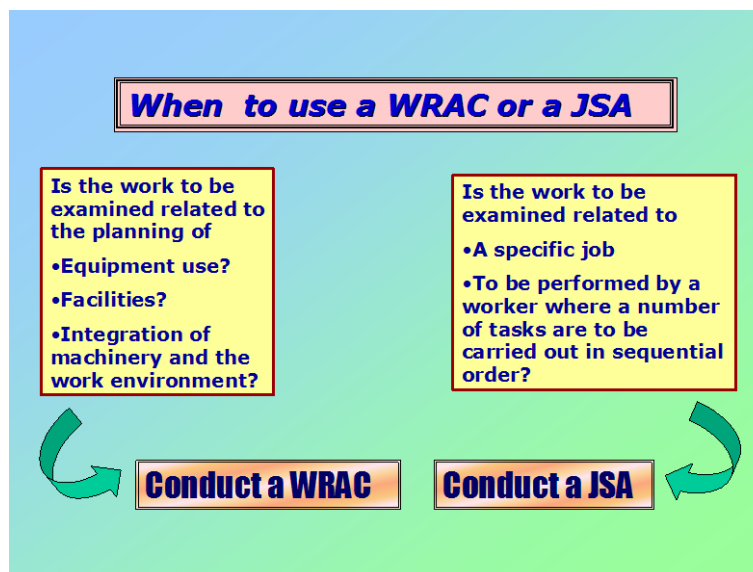 When  to use a WRAC or a JSA
Is the work to be
examined related to
the planning of
•Equipment use?
•Facilities?
•Integration of
machinery and the
work environment?
Is the work to be
examined related to
•A specific job
•To be performed by a
worker where a number
of tasks are to be
carried out in sequential
order?
Conduct a WRAC
Conduct a JSA